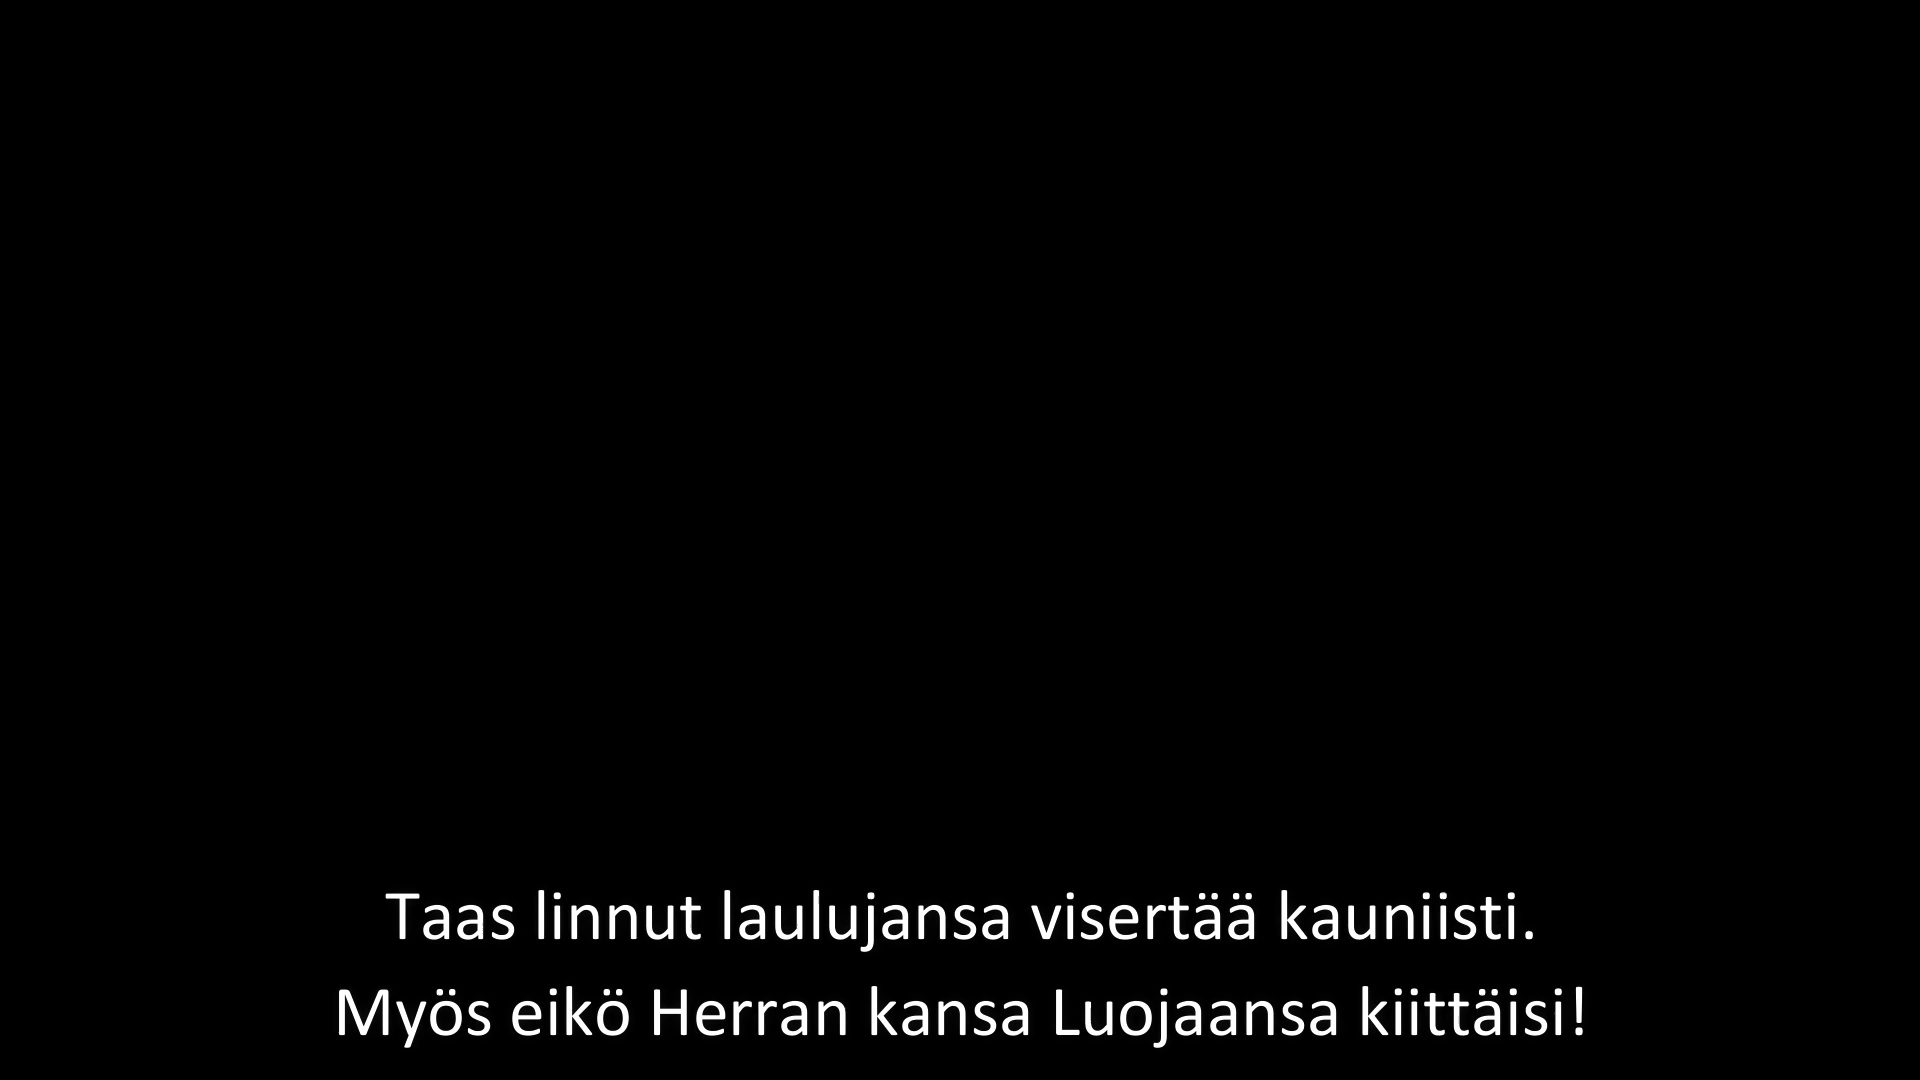 Taas linnut laulujansa visertää kauniisti.
Myös eikö Herran kansa Luojaansa kiittäisi!